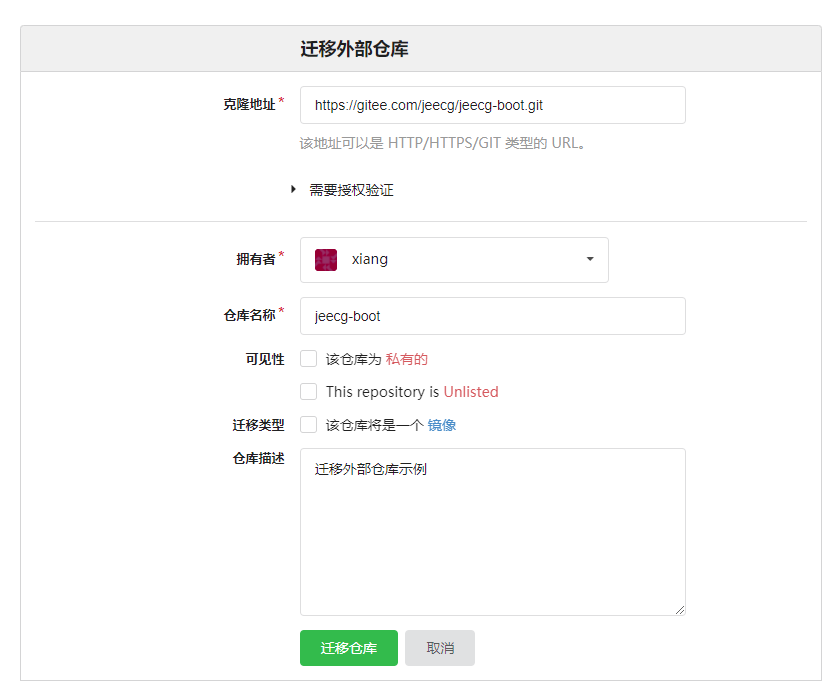 迁移外部仓库
克隆地址* https://gitee.com/jeecg/jeecg-boot.git
该地址可以是 HTTP/HTTPS/GIT 类型的 URL。
需要授权验证
拥有者* xiang
仓库名称* jeecg-boot
可见性 该仓库为 私有的
This repository is Unlisted
迁移类型 该仓库将是一个 镜像
仓库描述 迁移外部仓库示例
迁移仓库 取消